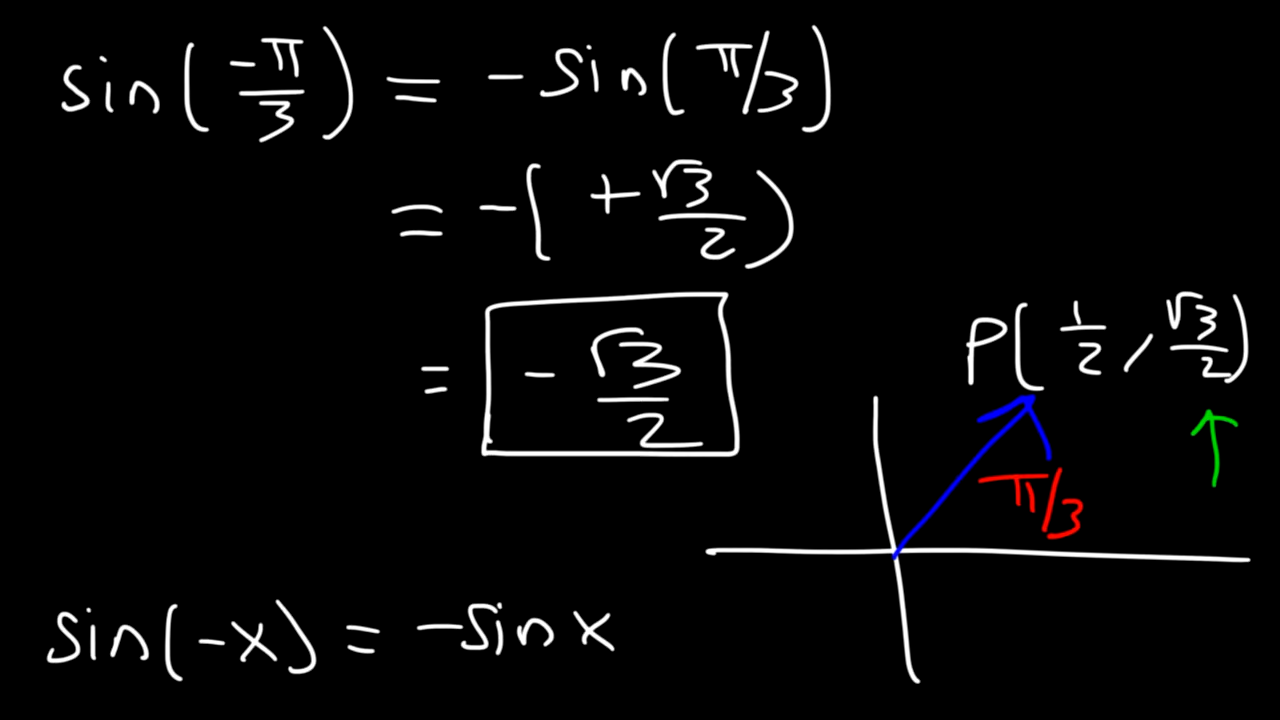 sin(-π/3) = -sin(π/3)
= -(+√3/2)
= -√3/2
P(1/2, √3/2)
π/3
sin(-x) = -sin x